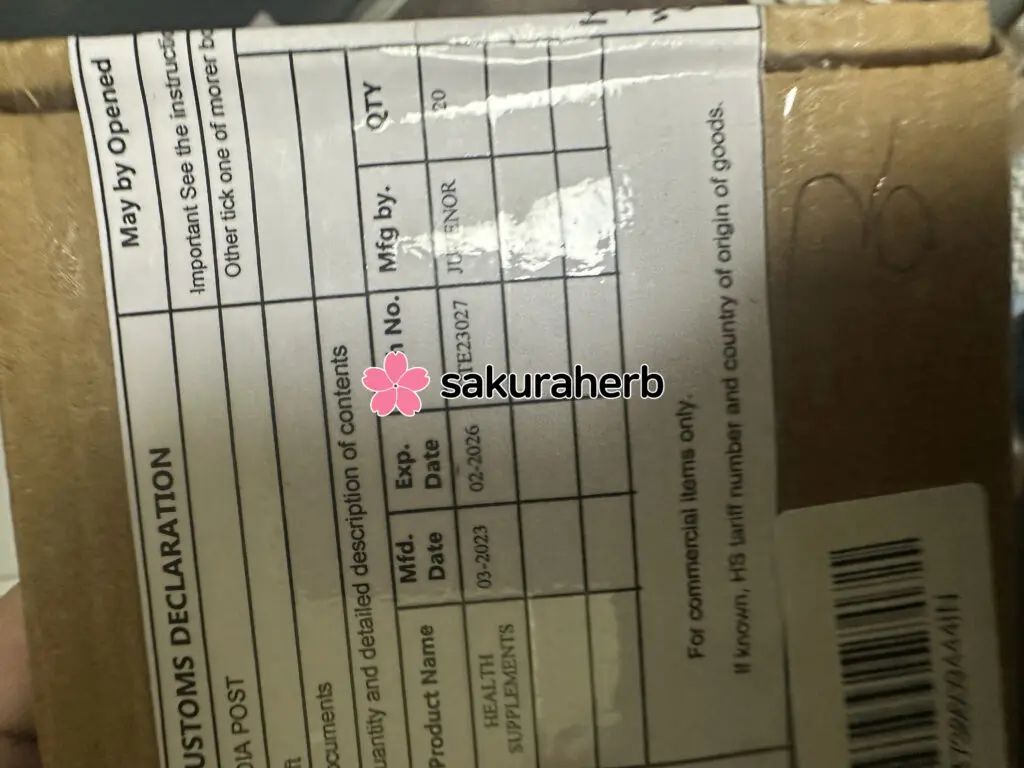 USTOMS DECLARATION
May by Opened
DIA POST
Important See the instructio
Other tick one of morer bo
ft
ocuments
uantity and detailed description of contents
Product Name
Mfd. Date
Exp. Date
No.
Mfg by.
QTY
HEALTH SUPPLEMENTS
03-2023
02-2026
TE23027
20
For commercial items only.
If known, HS tariff number and country of origin of goods.
sakuraherb